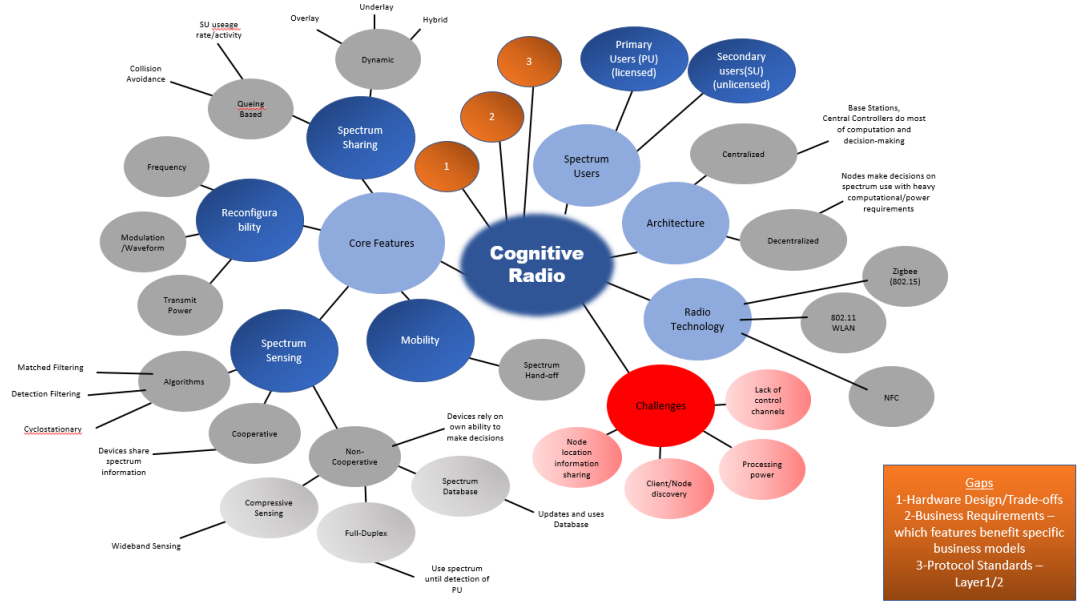 Underlay
Overlay
Hybrid
SU useage
rate/activity
Dynamic
Collision
Avoidance
Queing
Based
Spectrum
Sharing
3
2
1
Primary
Users (PU)
(licensed)
Secondary
users(SU)
(unlicensed)
Spectrum
Users
Base Stations,
Central Controllers do most
of computation and
decision-making
Centralized
Nodes make decisions on
spectrum use with heavy
computational/power
requirements
Architecture
Decentralized
Frequency
Reconfigura
bility
Modulation
/Waveform
Transmit
Power
Core Features
Cognitive
Radio
Zigbee
(802.15)
Radio
Technology
802.11
WLAN
NFC
Spectrum
Sensing
Mobility
Spectrum
Hand-off
Matched Filtering
Detection Filtering
Cyclostationary
Algorithms
Cooperative
Devices share
spectrum
information
Non-
Cooperative
Devices rely on
own ability to
make decisions
Spectrum
Database
Updates and uses
Database
Compressive
Sensing
Wideband Sensing
Full-Duplex
Use spectrum
until detection of
PU
Challenges
Lack of
control
channels
Node
location
information
sharing
Client/Node
discovery
Processing
power
Gaps
1-Hardware Design/Trade-offs
2-Business Requirements –
which features benefit specific
business models
3-Protocol Standards –
Layer1/2